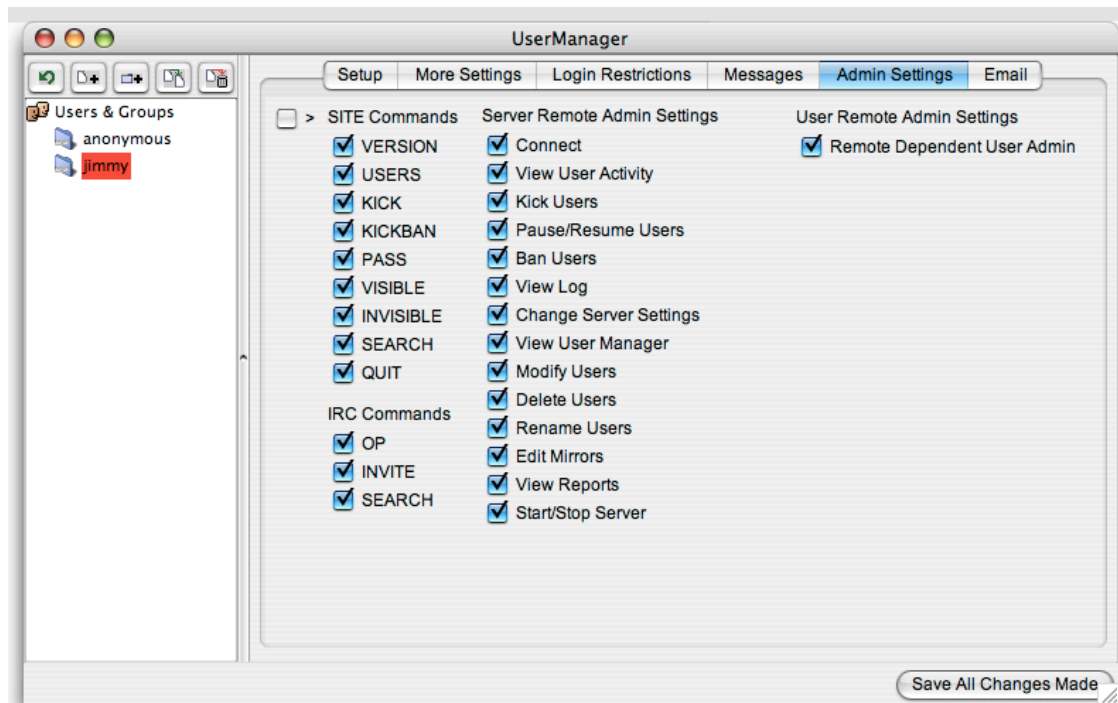 UserManager
Setup More Settings Login Restrictions Messages Admin Settings Email
Users & Groups
anonymous
jimmy
> SITE Commands
VERSION
USERS
KICK
KICKBAN
PASS
VISIBLE
INVISIBLE
SEARCH
QUIT
IRC Commands
OP
INVITE
SEARCH
Server Remote Admin Settings
Connect
View User Activity
Kick Users
Pause/Resume Users
Ban Users
View Log
Change Server Settings
View User Manager
Modify Users
Delete Users
Rename Users
Edit Mirrors
View Reports
Start/Stop Server
User Remote Admin Settings
Remote Dependent User Admin
Save All Changes Made